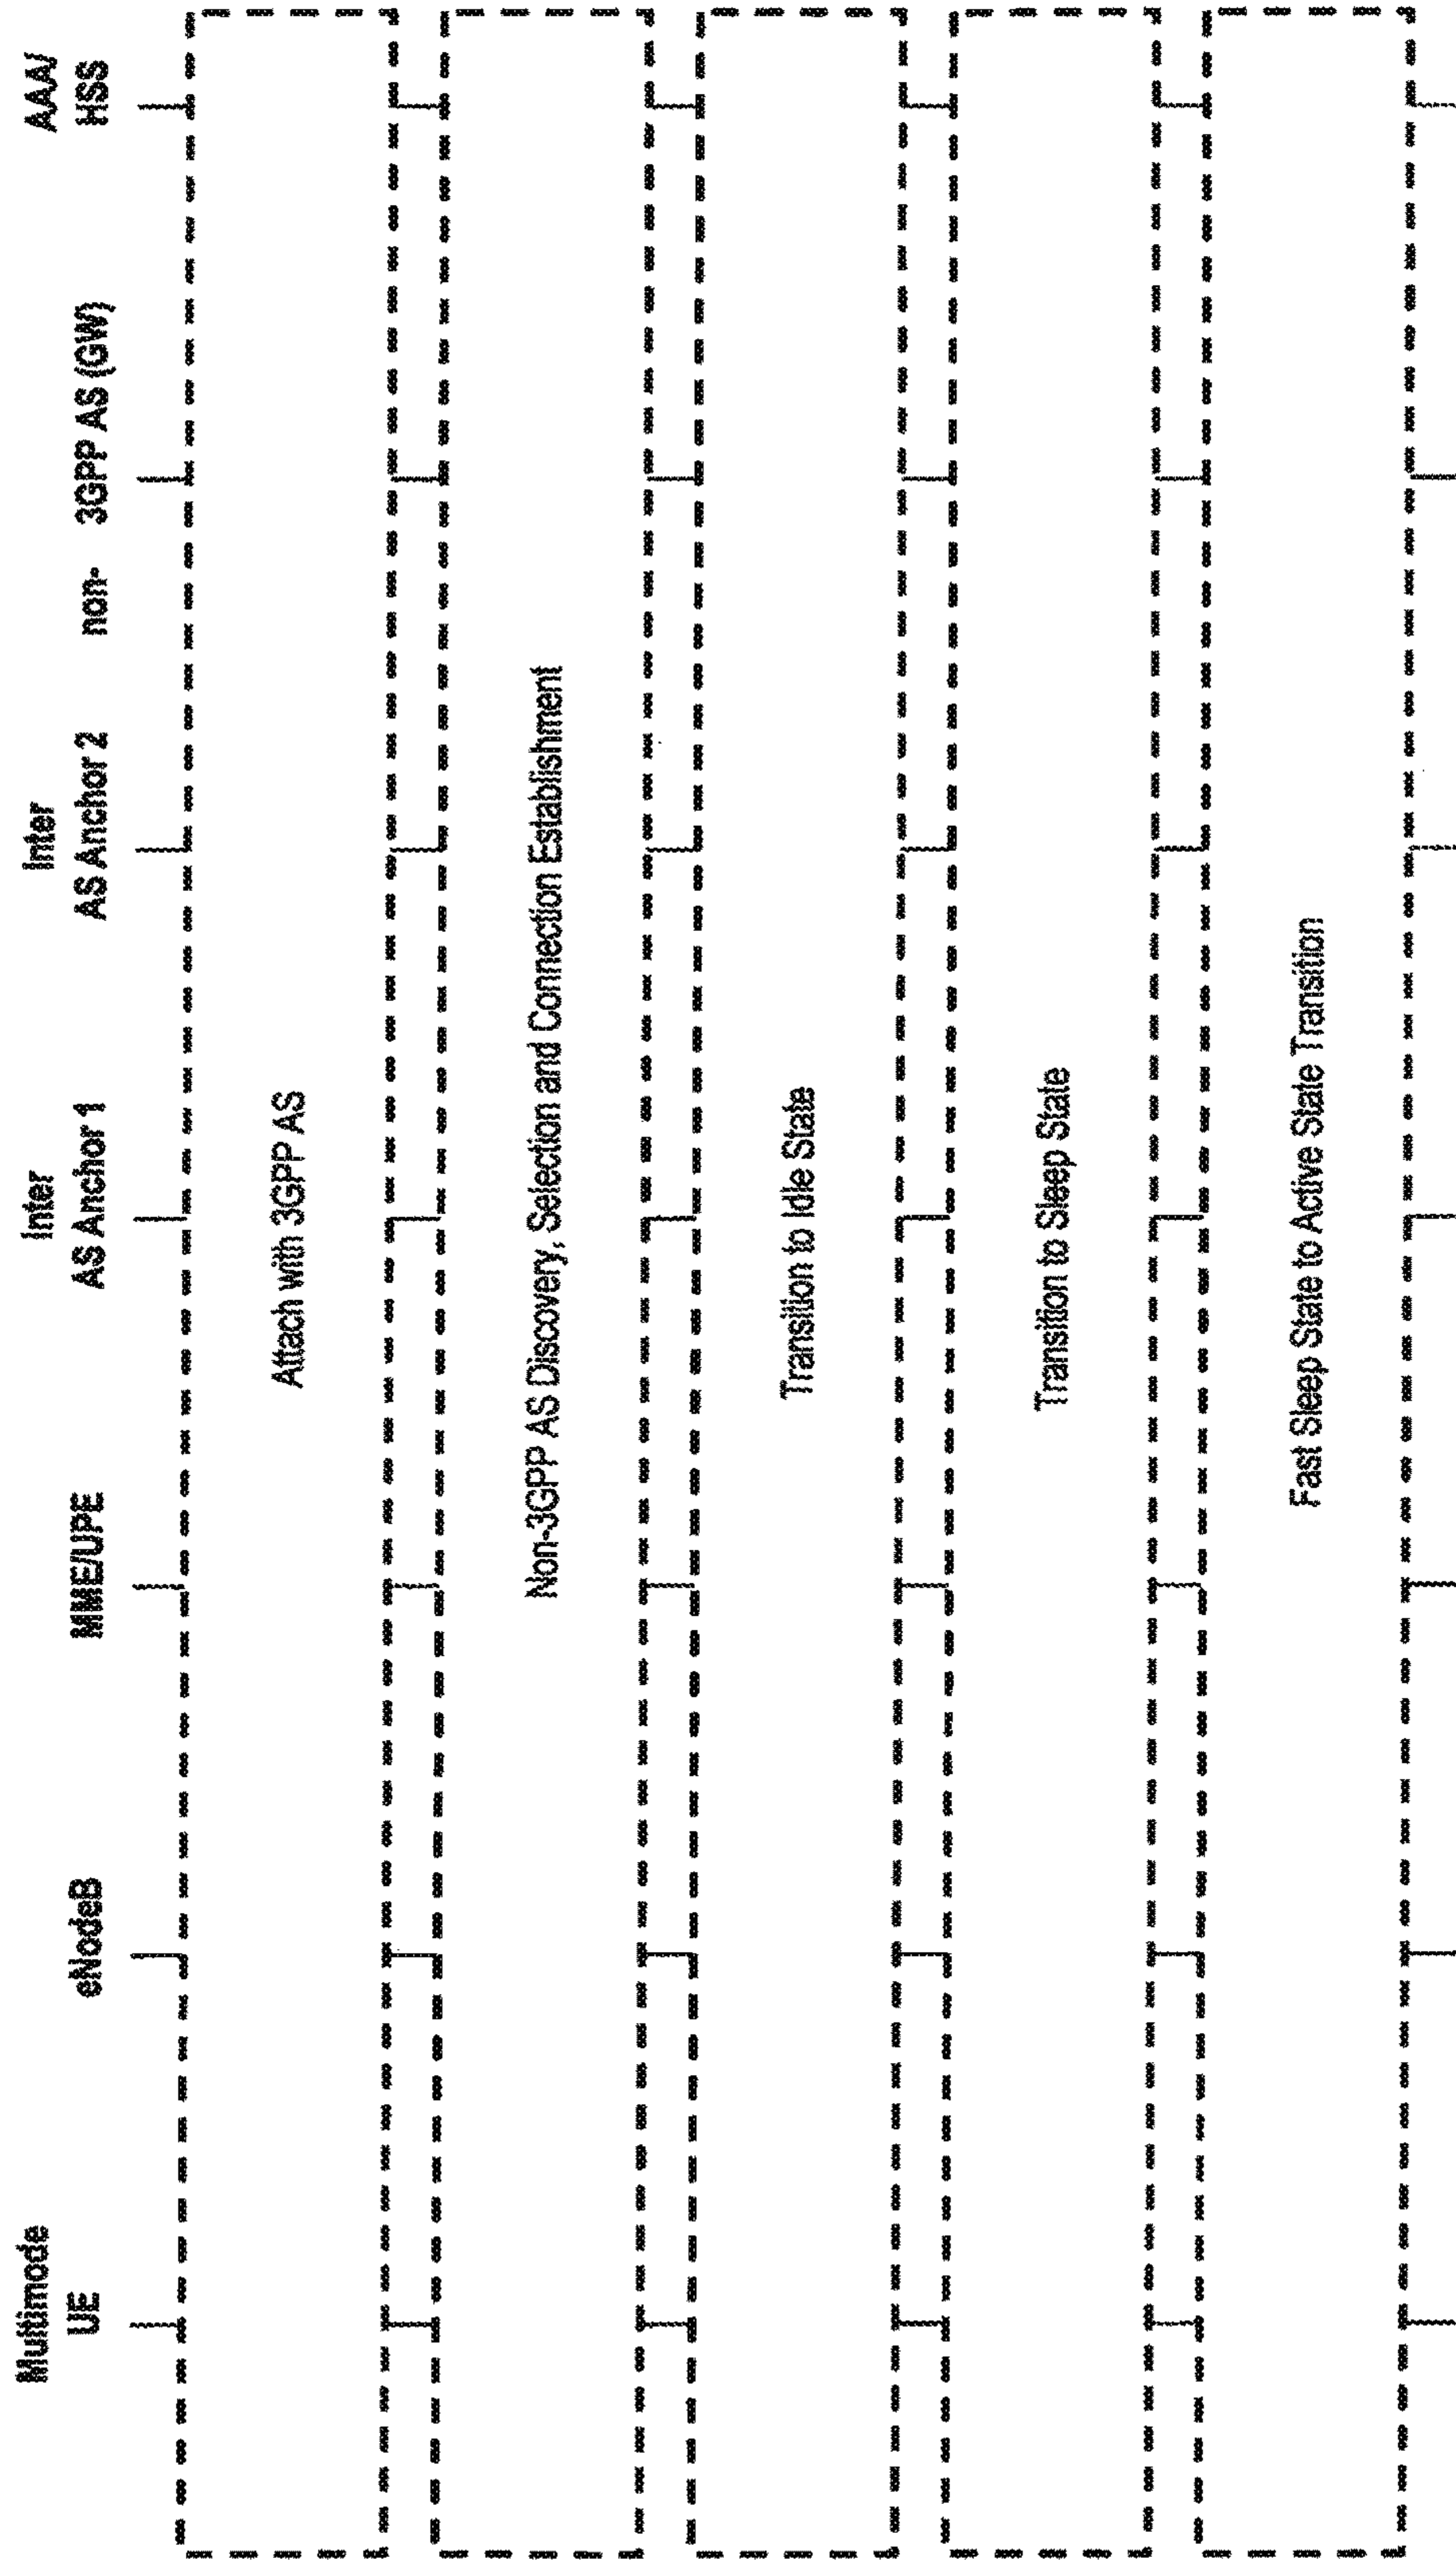 Multimode
UE
eNodeB
MME/UPE
Inter
AS Anchor 1
Inter
AS Anchor 2
non- 3GPP AS (GW)
AAA/
HSS
Attach with 3GPP AS
Non-3GPP AS Discovery, Selection and Connection Establishment
Transition to Idle State
Transition to Sleep State
Fast Sleep State to Active State Transition